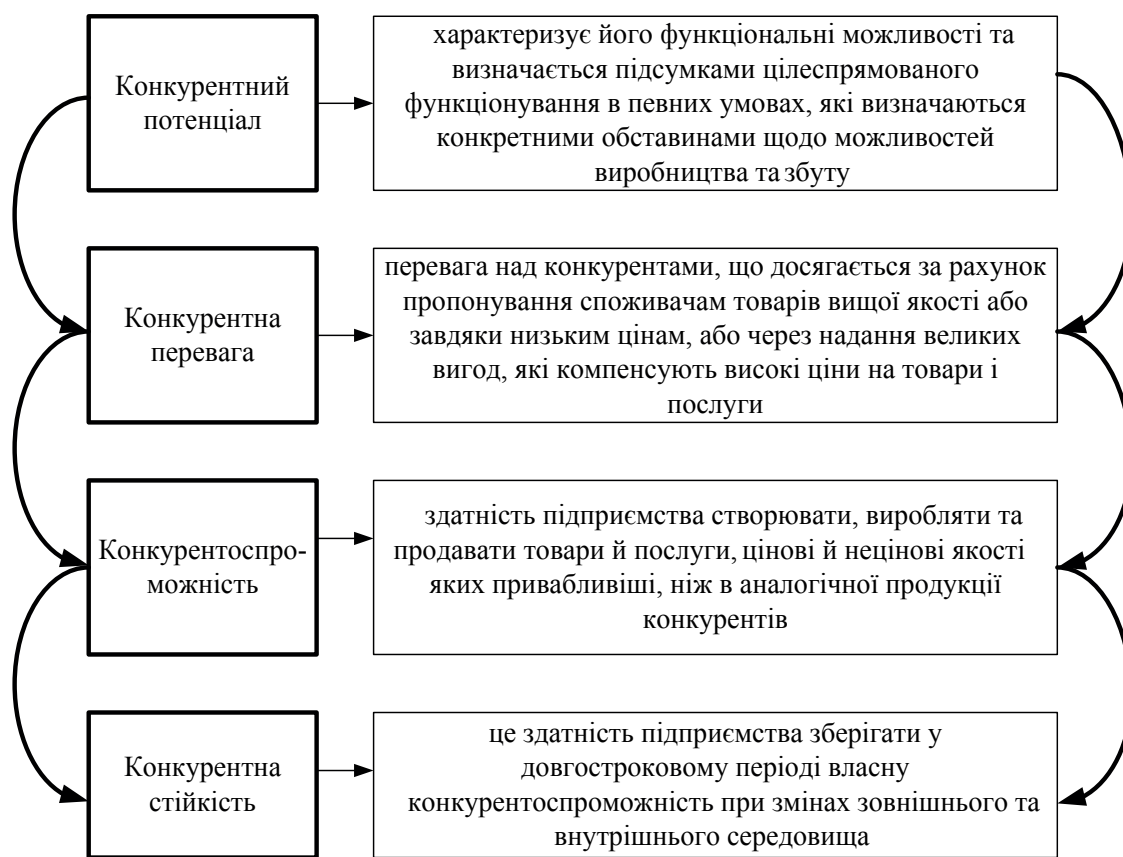 Конкурентний
потенціал
характеризує його функціональні можливості та
визначається підсумками цілеспрямованого
функціонування в певних умовах, які визначаються
конкретними обставинами щодо можливостей
виробництва та збуту
Конкурентна
перевага
перевага над конкурентами, що досягається за рахунок
пропонування споживачам товарів вищої якості або
завдяки низьким цінам, або через надання великих
вигод, які компенсують високі ціни на товари і
послуги
Конкурентоспро-
можність
здатність підприємства створювати, виробляти та
продавати товари й послуги, цінові й нецінові якості
яких привабливіші, ніж в аналогічної продукції
конкурентів
Конкурентна
стійкість
це здатність підприємства зберігати у
довгостроковому періоді власну
конкурентоспроможність при змінах зовнішнього та
внутрішнього середовища